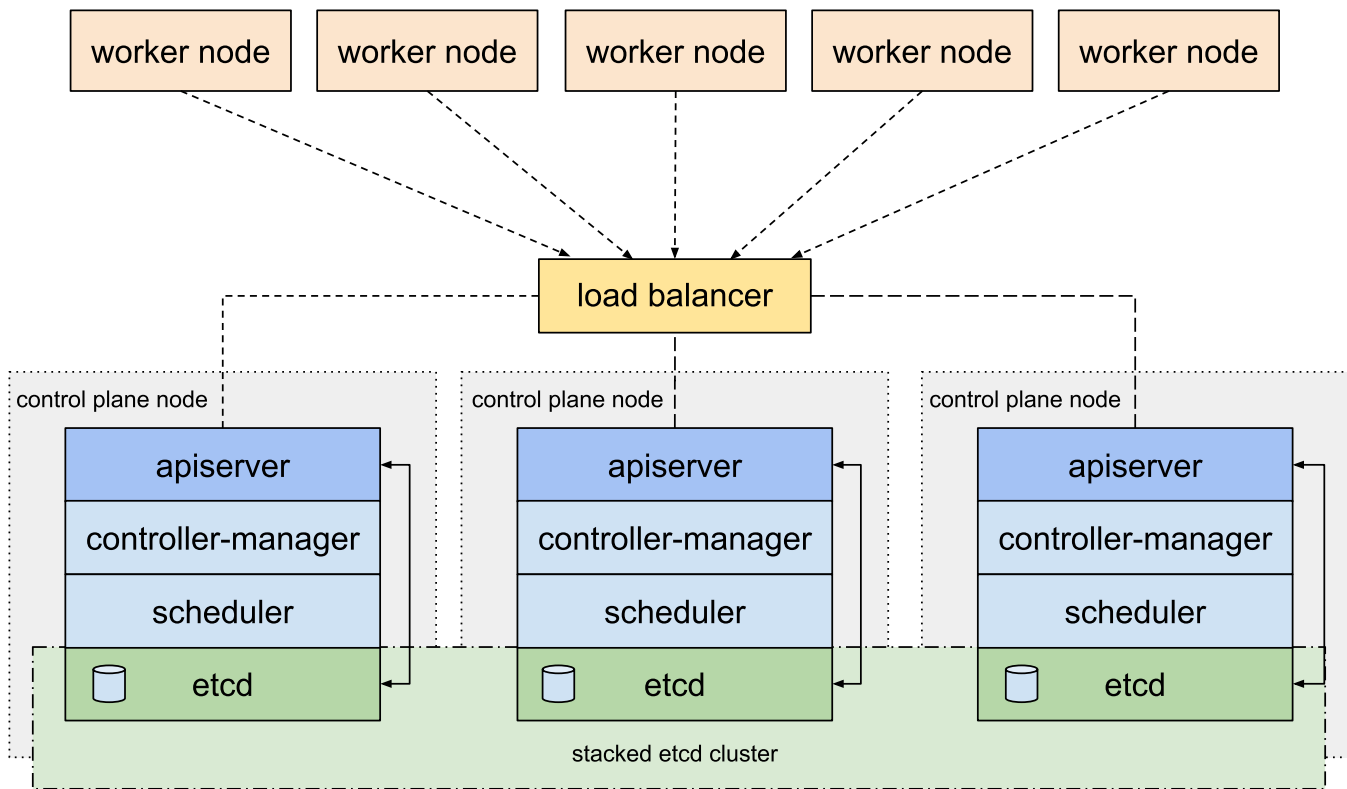 worker node
worker node
worker node
worker node
worker node
load balancer
control plane node
control plane node
control plane node
apiserver
apiserver
apiserver
controller-manager
controller-manager
controller-manager
scheduler
scheduler
scheduler
etcd
etcd
etcd
stacked etcd cluster